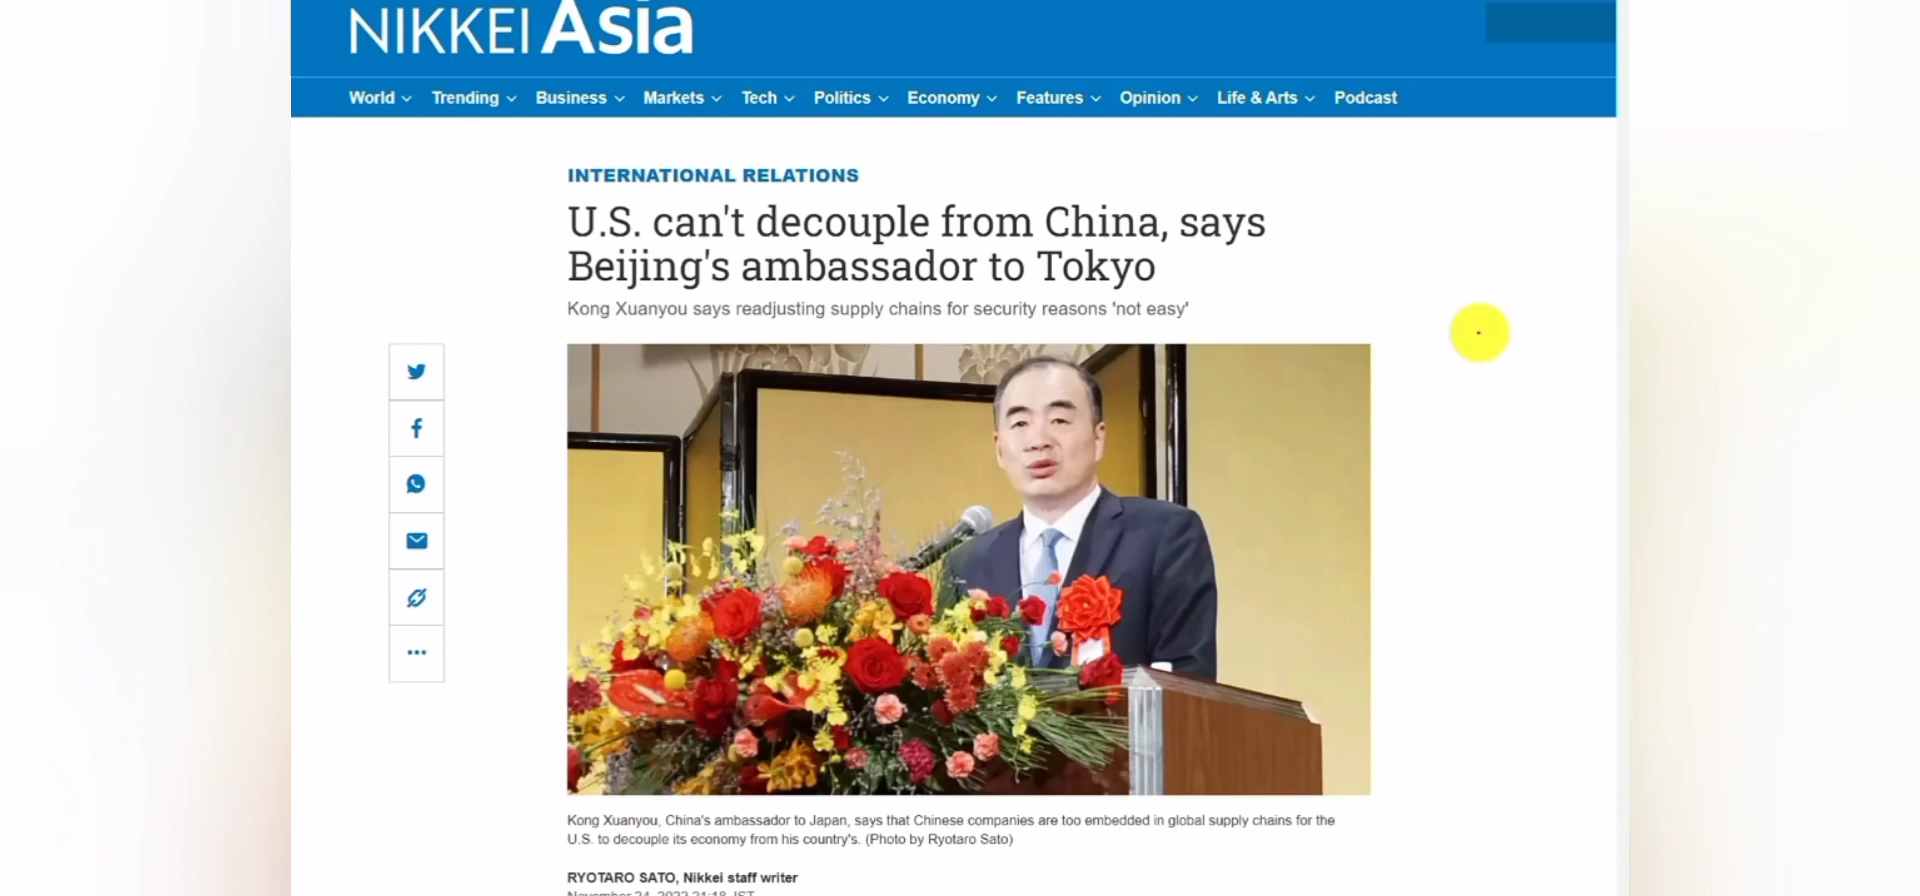 NIKKEI Asia
World Trending Business Markets Tech Politics Economy Features Opinion Life & Arts Podcast
INTERNATIONAL RELATIONS
U.S. can't decouple from China, says
Beijing's ambassador to Tokyo
Kong Xuanyou says readjusting supply chains for security reasons 'not easy'
Kong Xuanyou, China's ambassador to Japan, says that Chinese companies are too embedded in global supply chains for the
U.S. to decouple its economy from his country's. (Photo by Ryotaro Sato)
RYOTARO SATO, Nikkei staff writer